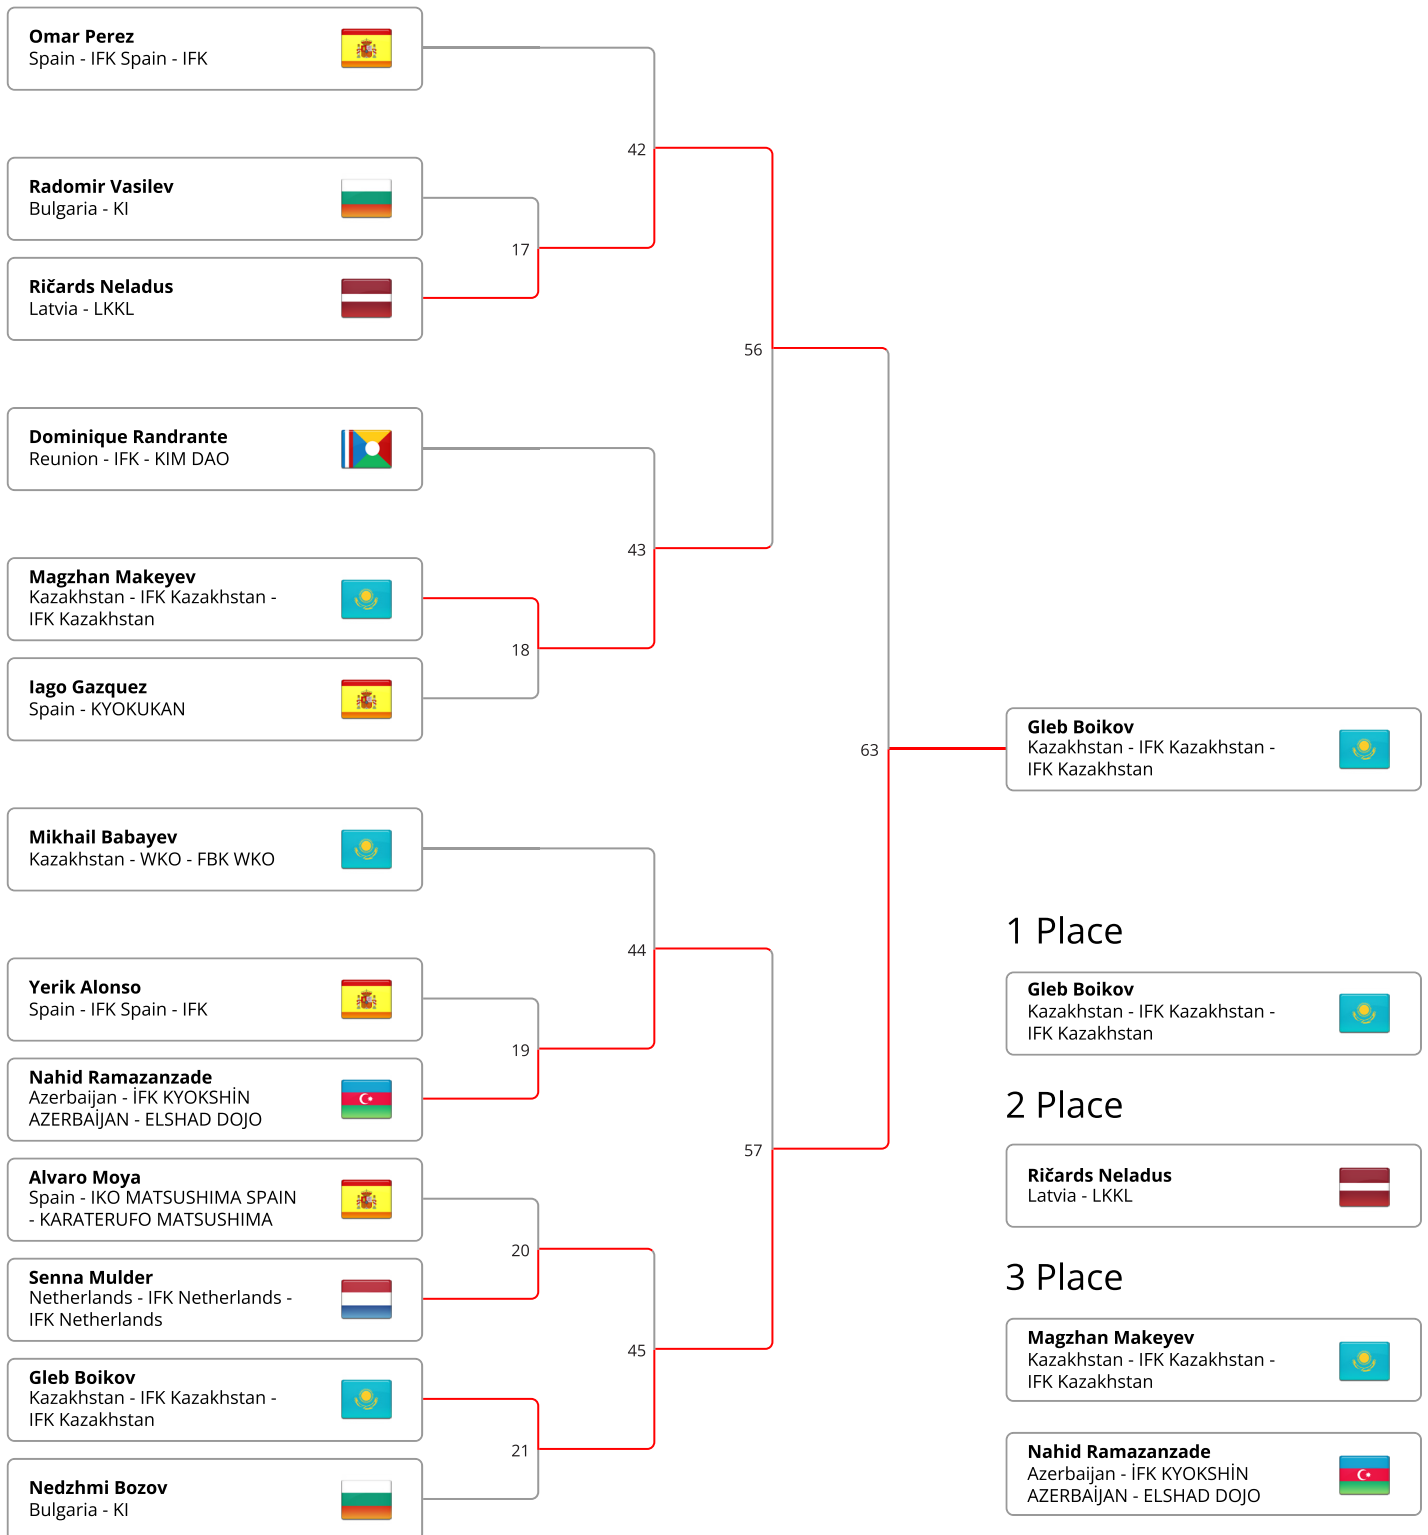 Omar Perez
Spain - IFK Spain - IFK
42
Radomir Vasilev
Bulgaria - KI
17
Ričards Neladus
Latvia - LKKL
56
Dominique Randrante
Reunion - IFK - KIM DAO
43
Magzhan Makeyev
Kazakhstan - IFK Kazakhstan -
IFK Kazakhstan
18
Iago Gazquez
Spain - KYOKUKAN
63
Gleb Boikov
Kazakhstan - IFK Kazakhstan -
IFK Kazakhstan
Mikhail Babayev
Kazakhstan - WKO - FBK WKO
44
Yerik Alonso
Spain - IFK Spain - IFK
19
Nahid Ramazanzade
Azerbaijan - İFK KYOKSHİN
AZERBAİJAN - ELSHAD DOJO
57
Alvaro Moya
Spain - IKO MATSUSHIMA SPAIN
- KARATERUFO MATSUSHIMA
20
Senna Mulder
Netherlands - IFK Netherlands -
IFK Netherlands
45
Gleb Boikov
Kazakhstan - IFK Kazakhstan -
IFK Kazakhstan
21
Nedzhmi Bozov
Bulgaria - KI
1 Place
Gleb Boikov
Kazakhstan - IFK Kazakhstan -
IFK Kazakhstan
2 Place
Ričards Neladus
Latvia - LKKL
3 Place
Magzhan Makeyev
Kazakhstan - IFK Kazakhstan -
IFK Kazakhstan
Nahid Ramazanzade
Azerbaijan - İFK KYOKSHİN
AZERBAİJAN - ELSHAD DOJO